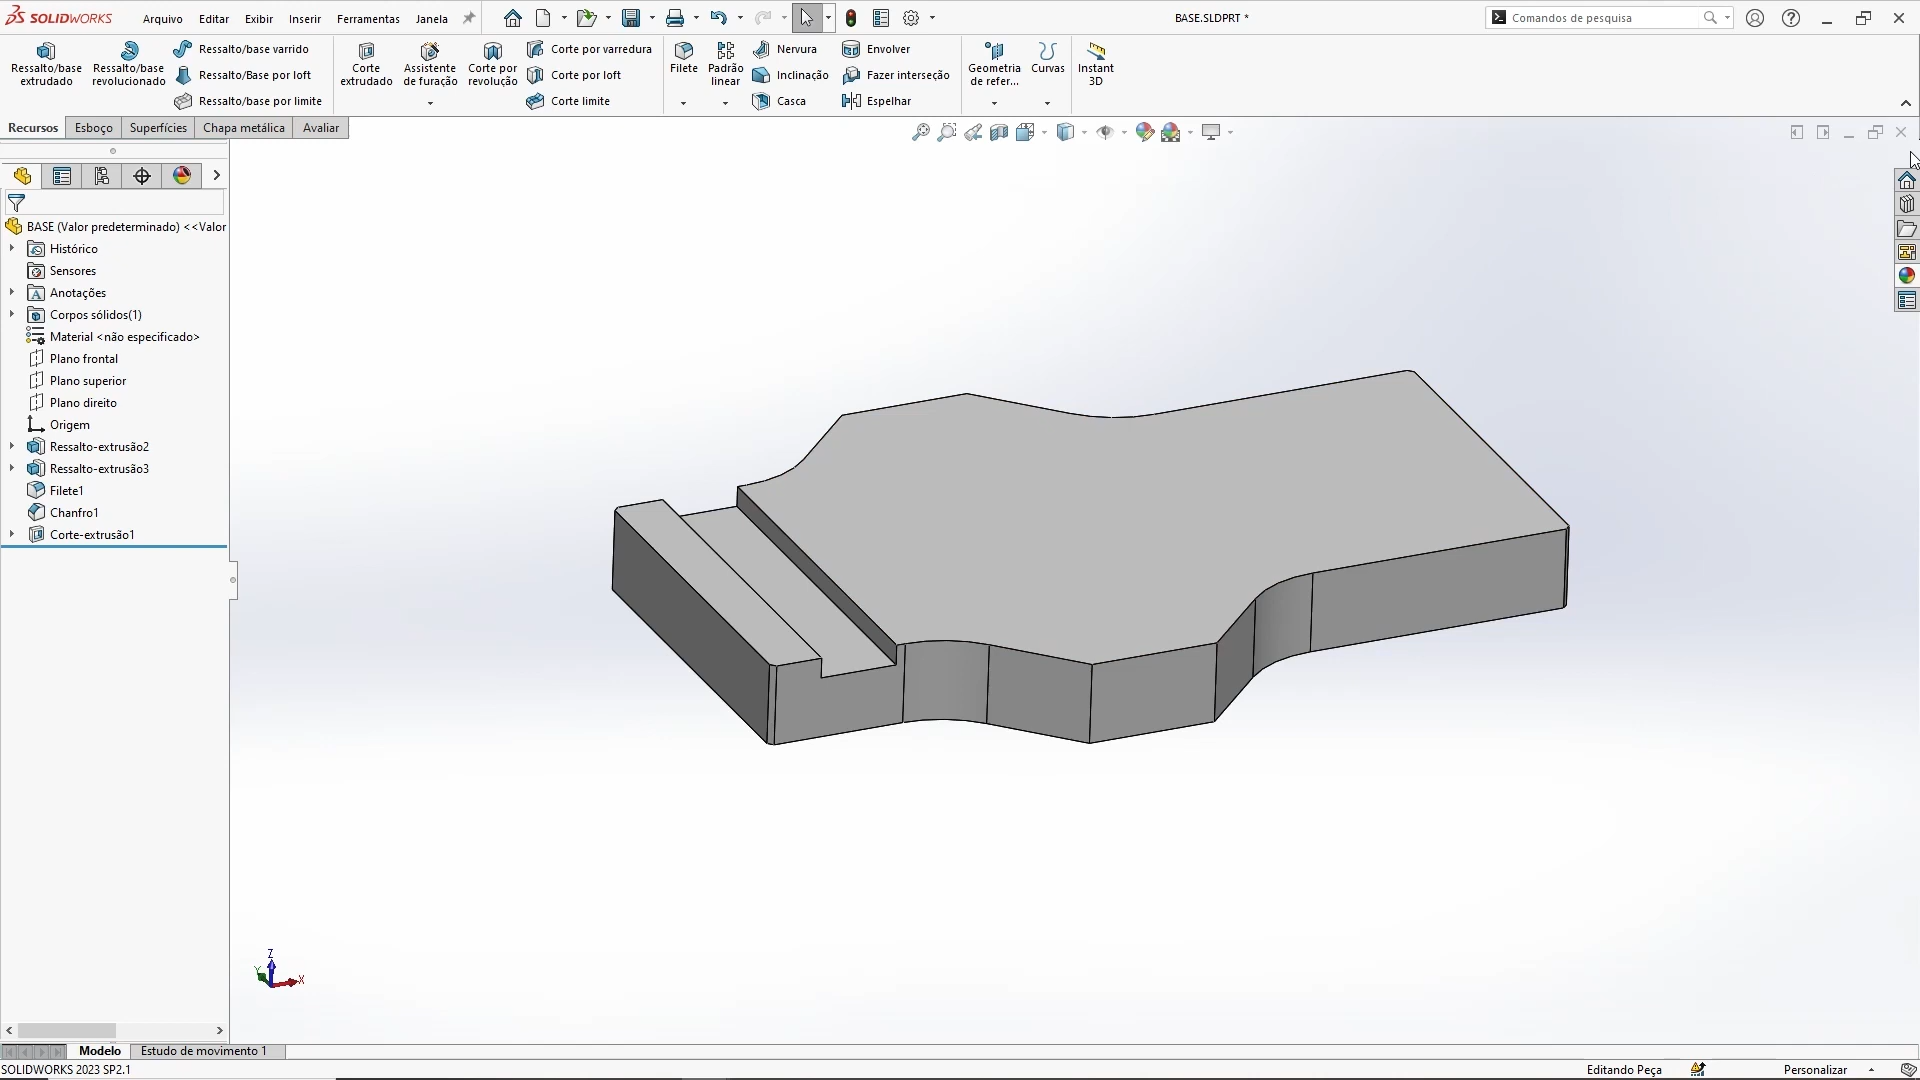 SOLIDWORKS Arquivo Editar Exibir Inserir Ferramentas Janela BASE.SLDPRT * Comandos de pesquisa
Ressalto/base extrudado
Ressalto/base revolucionado
Ressalto/base varrido
Ressalto/Base por loft
Ressalto/base por limite
Corte extrudado
Assistente de furação
Corte por revolução
Corte por varredura
Corte por loft
Corte limite
Filete
Padrão linear
Nervura
Inclinação
Casca
Envolver
Fazer interseção
Espelhar
Geometria de refer...
Curvas
Instant 3D
Recursos Esboço Superfícies Chapa metálica Avaliar
BASE (Valor predeterminado) <<Valor
Histórico
Sensores
Anotações
Corpos sólidos(1)
Material <não especificado>
Plano frontal
Plano superior
Plano direito
Origem
Ressalto-extrusão2
Ressalto-extrusão3
Filete1
Chanfro1
Corte-extrusão1
Z
Y
X
Modelo Estudo de movimento 1
SOLIDWORKS 2023 SP2.1 Editando Peça Personalizar